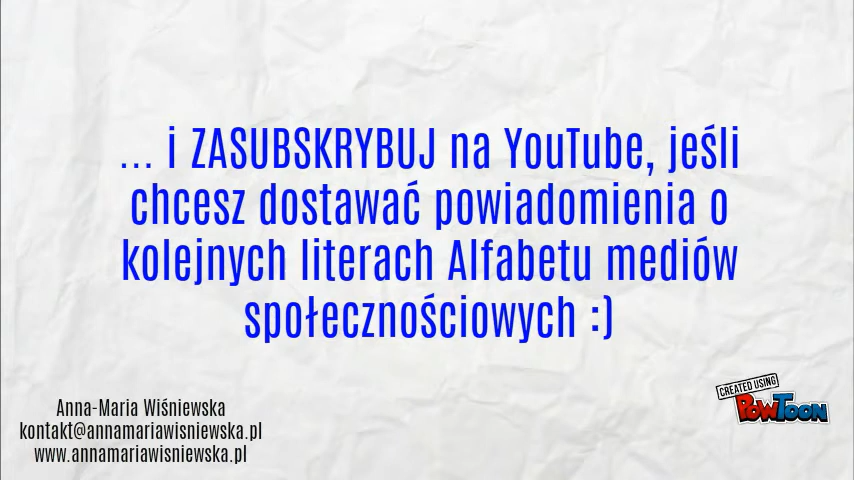 ... i ZASUBSKRYBUJ na YouTube, jeśli
chcesz dostawać powiadomienia o
kolejnych literach Alfabetu mediów
społecznościowych :)
Anna-Maria Wiśniewska
kontakt@annamariawisniewska.pl
www.annamariawisniewska.pl
CREATED USING
POWTOON